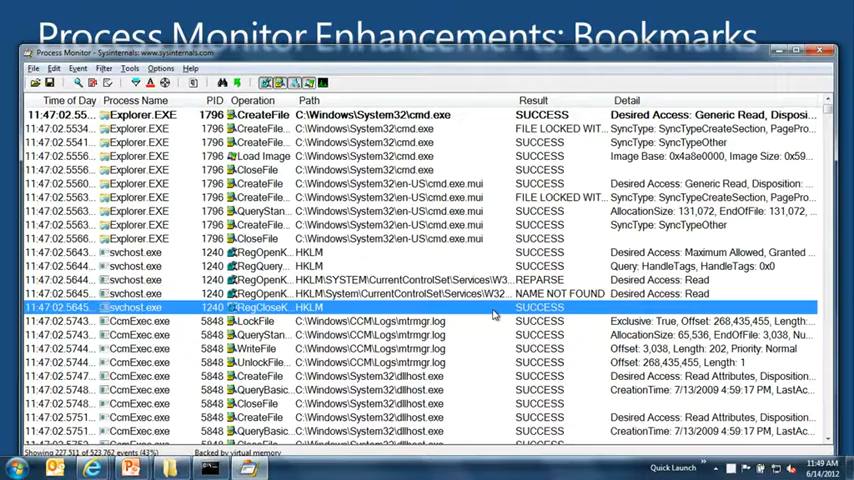 Process Monitor Enhancements: Bookmarks
Process Monitor - Sysinternals: www.sysinternals.com
File Edit Event Filter Tools Options Help
Time of Day Process Name PID Operation Path Result Detail
11:47:02.55... Explorer.EXE 1796 CreateFile C:\Windows\System32\cmd.exe SUCCESS Desired Access: Generic Read, Disposi...
11:47:02.5534... Explorer.EXE 1796 CreateFile... C:\Windows\System32\cmd.exe FILE LOCKED WIT... SyncType: SyncTypeCreateSection, PagePro...
11:47:02.5541... Explorer.EXE 1796 CreateFile... C:\Windows\System32\cmd.exe SUCCESS SyncType: SyncTypeOther
11:47:02.5556... Explorer.EXE 1796 Load Image C:\Windows\System32\cmd.exe SUCCESS Image Base: 0x4a8e0000, Image Size: 0x59...
11:47:02.5556... Explorer.EXE 1796 CloseFile C:\Windows\System32\cmd.exe SUCCESS
11:47:02.5560... Explorer.EXE 1796 CreateFile C:\Windows\System32\en-US\cmd.exe.mui SUCCESS Desired Access: Generic Read, Disposition: ...
11:47:02.5561... Explorer.EXE 1796 CreateFile... C:\Windows\System32\en-US\cmd.exe.mui FILE LOCKED WIT... SyncType: SyncTypeCreateSection, PagePro...
11:47:02.5561... Explorer.EXE 1796 QueryStan... C:\Windows\System32\en-US\cmd.exe.mui SUCCESS AllocationSize: 131,072, EndOfFile: 131,072, ...
11:47:02.5562... Explorer.EXE 1796 CreateFile... C:\Windows\System32\en-US\cmd.exe.mui SUCCESS SyncType: SyncTypeOther
11:47:02.5562... Explorer.EXE 1796 CloseFile C:\Windows\System32\en-US\cmd.exe.mui SUCCESS
11:47:02.5643... svchost.exe 1240 RegOpenK... HKLM SUCCESS Desired Access: Maximum Allowed, Granted ...
11:47:02.5643... svchost.exe 1240 RegQuery... HKLM SUCCESS Query: HandleTags, HandleTags: 0x0
11:47:02.5644... svchost.exe 1240 RegOpenK... HKLM\SYSTEM\CurrentControlSet\Services\W3... REPARSE Desired Access: Read
11:47:02.5645... svchost.exe 1240 RegOpenK... HKLM\System\CurrentControlSet\Services\W32... NAME NOT FOUND Desired Access: Read
11:47:02.5645... svchost.exe 1240 RegCloseK... HKLM SUCCESS
11:47:02.5743... CcmExec.exe 5848 LockFile C:\Windows\CCM\Logs\mtrmgr.log SUCCESS Exclusive: True, Offset: 268,435,455, Length: ...
11:47:02.5745... CcmExec.exe 5848 QueryStan... C:\Windows\CCM\Logs\mtrmgr.log SUCCESS AllocationSize: 65,536, EndOfFile: 3,038, Nu...
11:47:02.5746... CcmExec.exe 5848 WriteFile C:\Windows\CCM\Logs\mtrmgr.log SUCCESS Offset: 3,038, Length: 202, Priority: Normal
11:47:02.5746... CcmExec.exe 5848 UnlockFile... C:\Windows\CCM\Logs\mtrmgr.log SUCCESS Offset: 268,435,455, Length: 1
11:47:02.5747... CcmExec.exe 5848 CreateFile C:\Windows\System32\dllhost.exe SUCCESS Desired Access: Read Attributes, Disposition...
11:47:02.5748... CcmExec.exe 5848 QueryBasic... C:\Windows\System32\dllhost.exe SUCCESS CreationTime: 7/13/2009 4:59:17 PM, LastAc...
11:47:02.5748... CcmExec.exe 5848 CloseFile C:\Windows\System32\dllhost.exe SUCCESS
11:47:02.5751... CcmExec.exe 5848 CreateFile C:\Windows\System32\dllhost.exe SUCCESS Desired Access: Read Attributes, Disposition...
11:47:02.5751... CcmExec.exe 5848 QueryBasic... C:\Windows\System32\dllhost.exe SUCCESS CreationTime: 7/13/2009 4:59:17 PM, LastAc...
CcmExec.exe 5848 CloseFile C:\Windows\System32\dllhost.exe SUCCESS
Showing 227,511 of 523,762 events (43%) Backed by virtual memory
Quick Launch 11:49 AM
6/14/2012